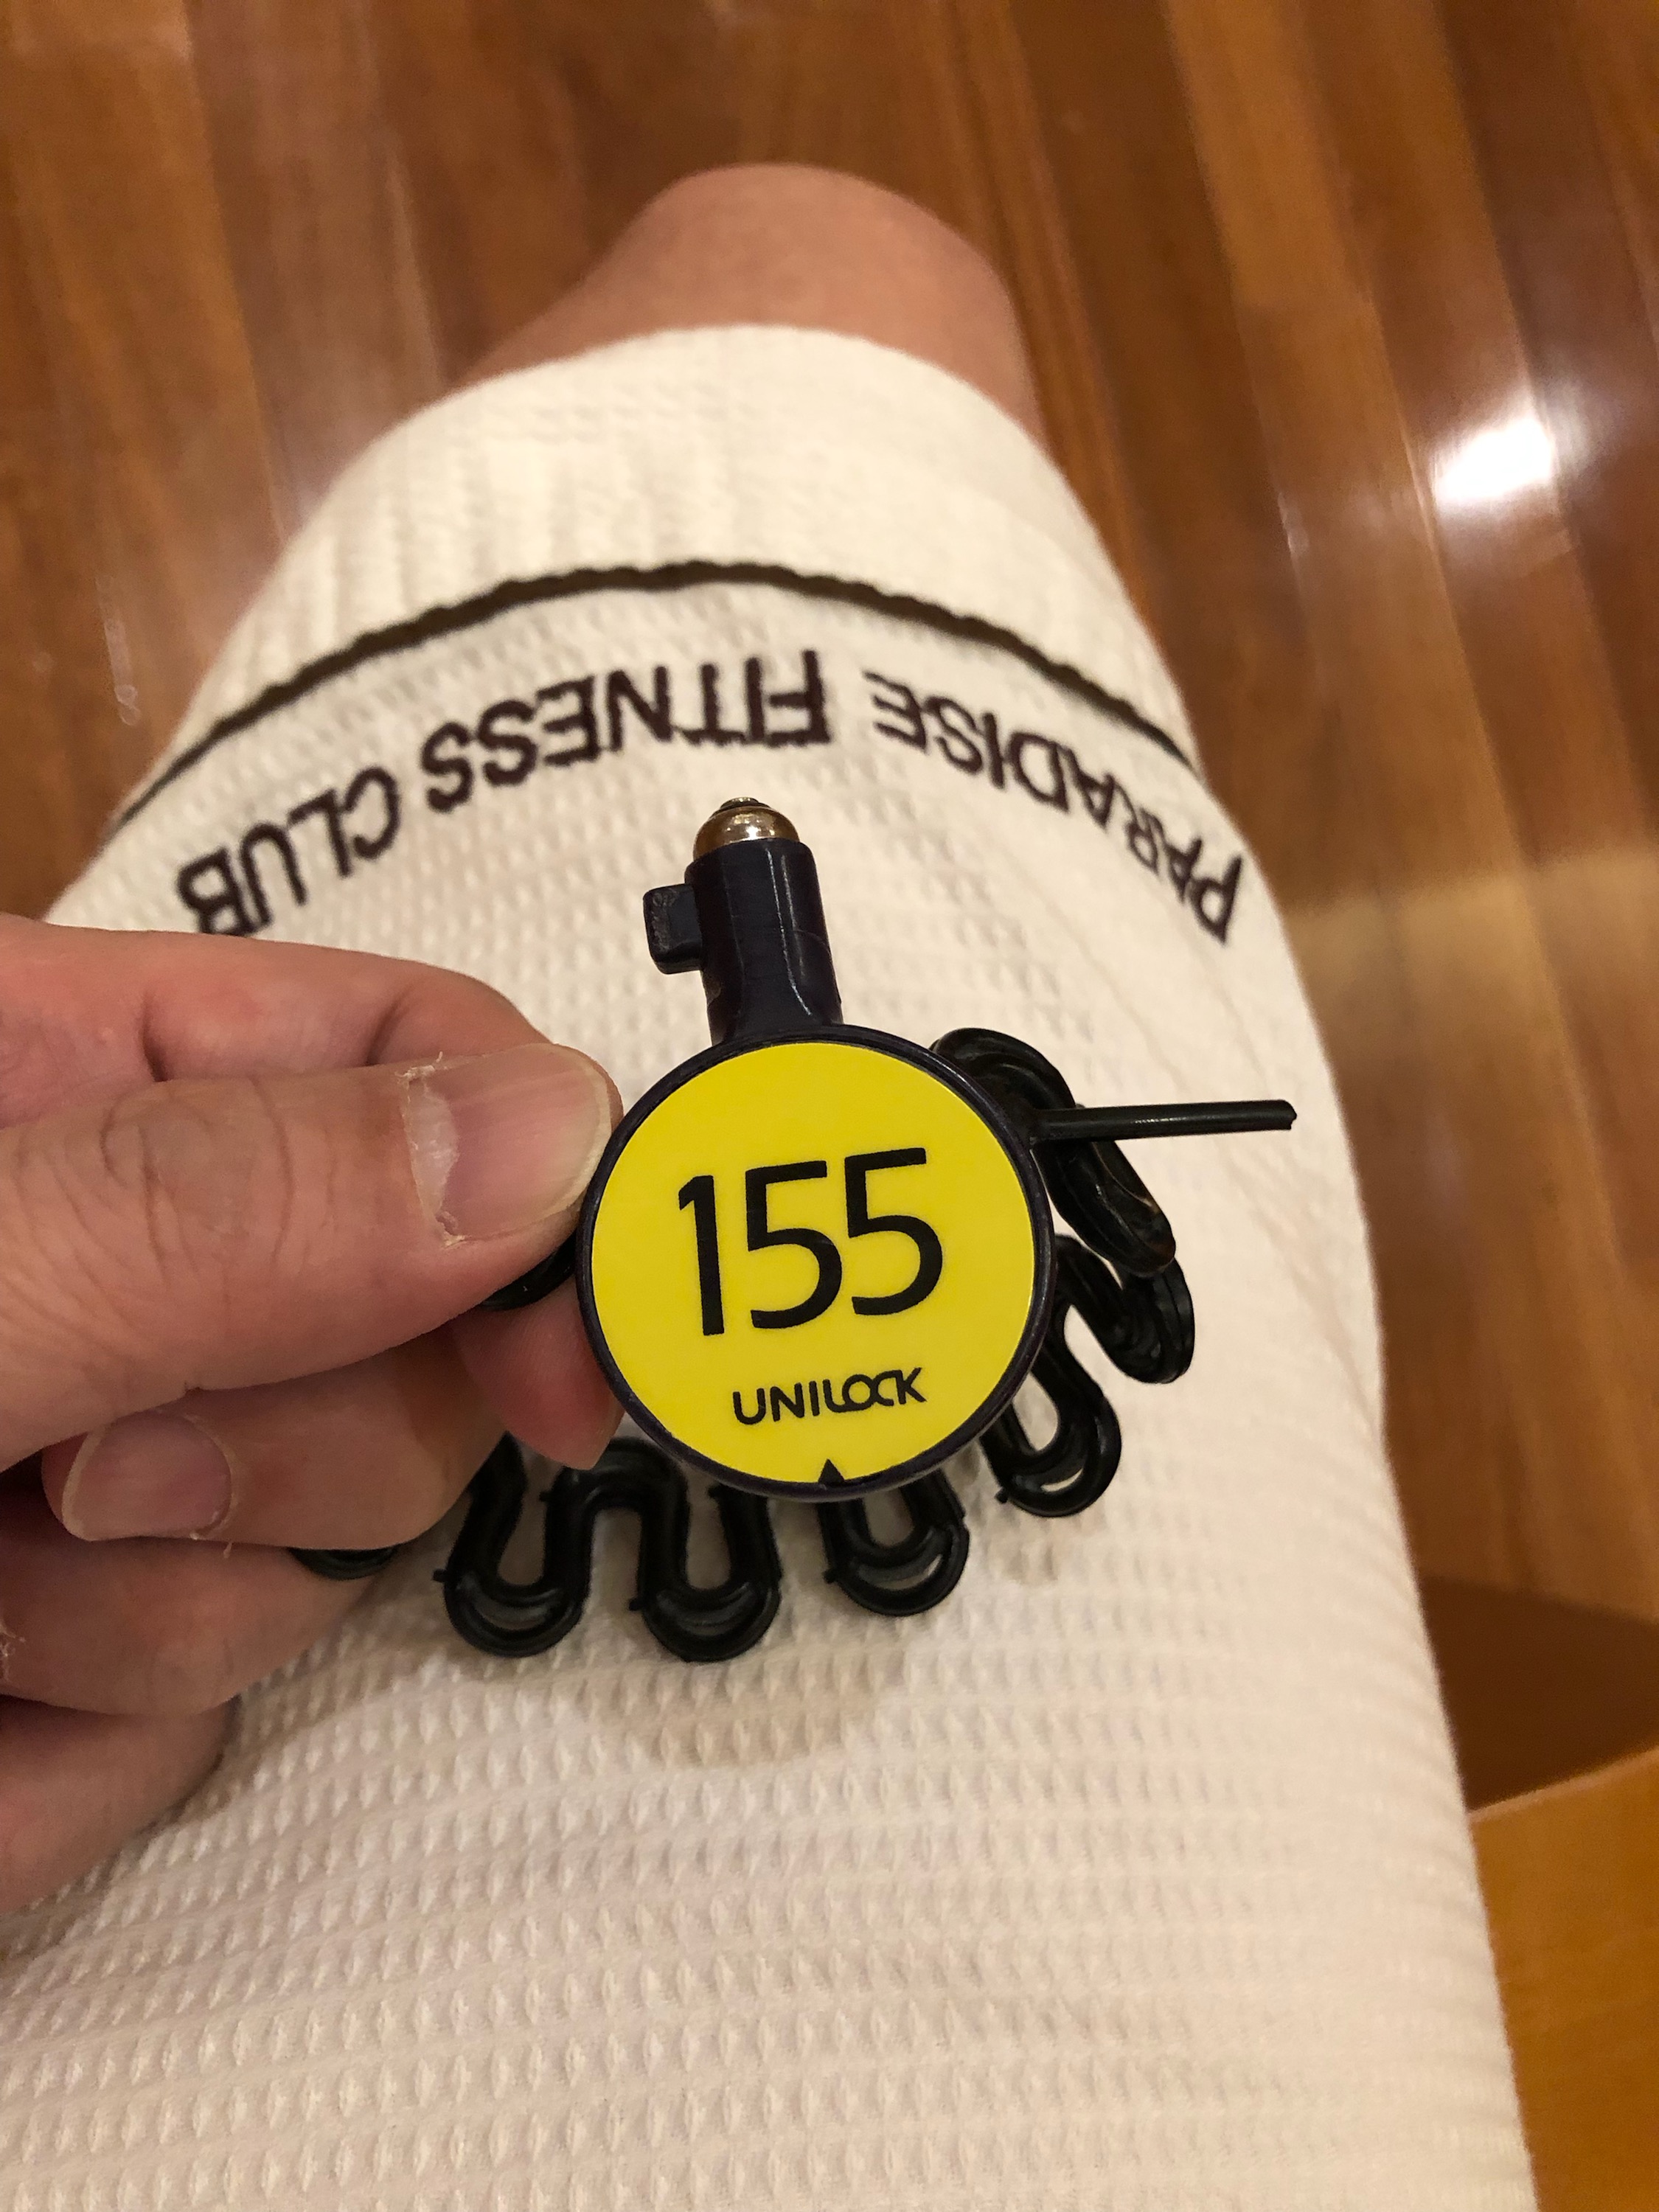 PARADISE FITNESS CLUB
155
UNILOCK